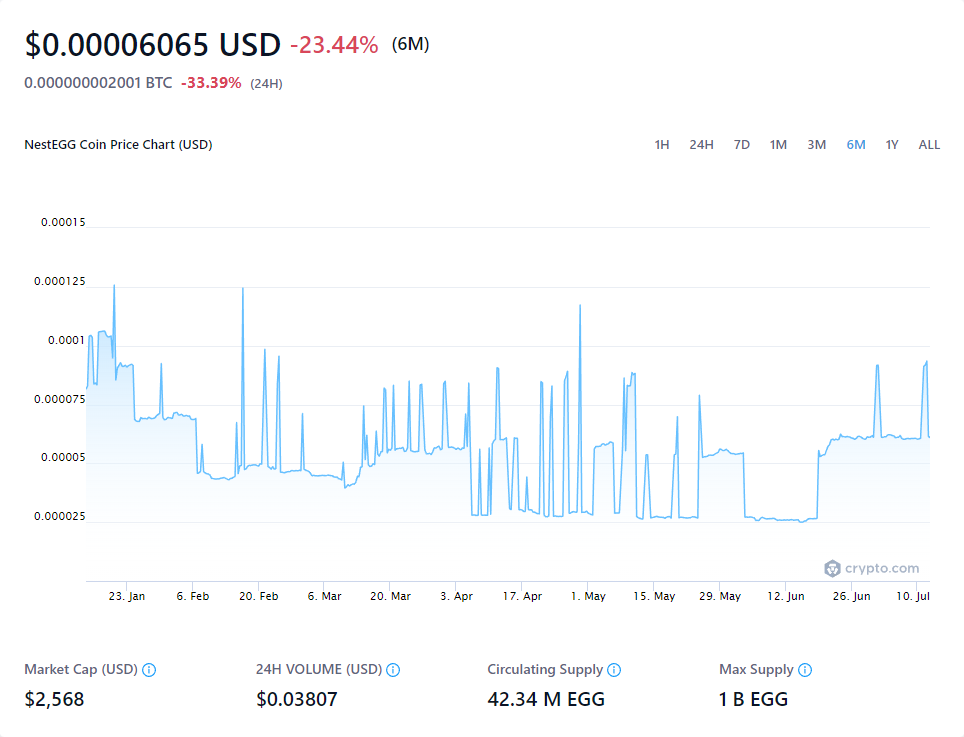 $0.00006065 USD -23.44% (6M)
0.000000002001 BTC -33.39% (24H)
NestEGG Coin Price Chart (USD) 1H 24H 7D 1M 3M 6M 1Y ALL
0.00015
0.000125
0.0001
0.000075
0.00005
0.000025
crypto.com
23. Jan 6. Feb 20. Feb 6. Mar 20. Mar 3. Apr 17. Apr 1. May 15. May 29. May 12. Jun 26. Jun 10. Jul
Market Cap (USD) 24H VOLUME (USD) Circulating Supply Max Supply
$2,568 $0.03807 42.34 M EGG 1 B EGG